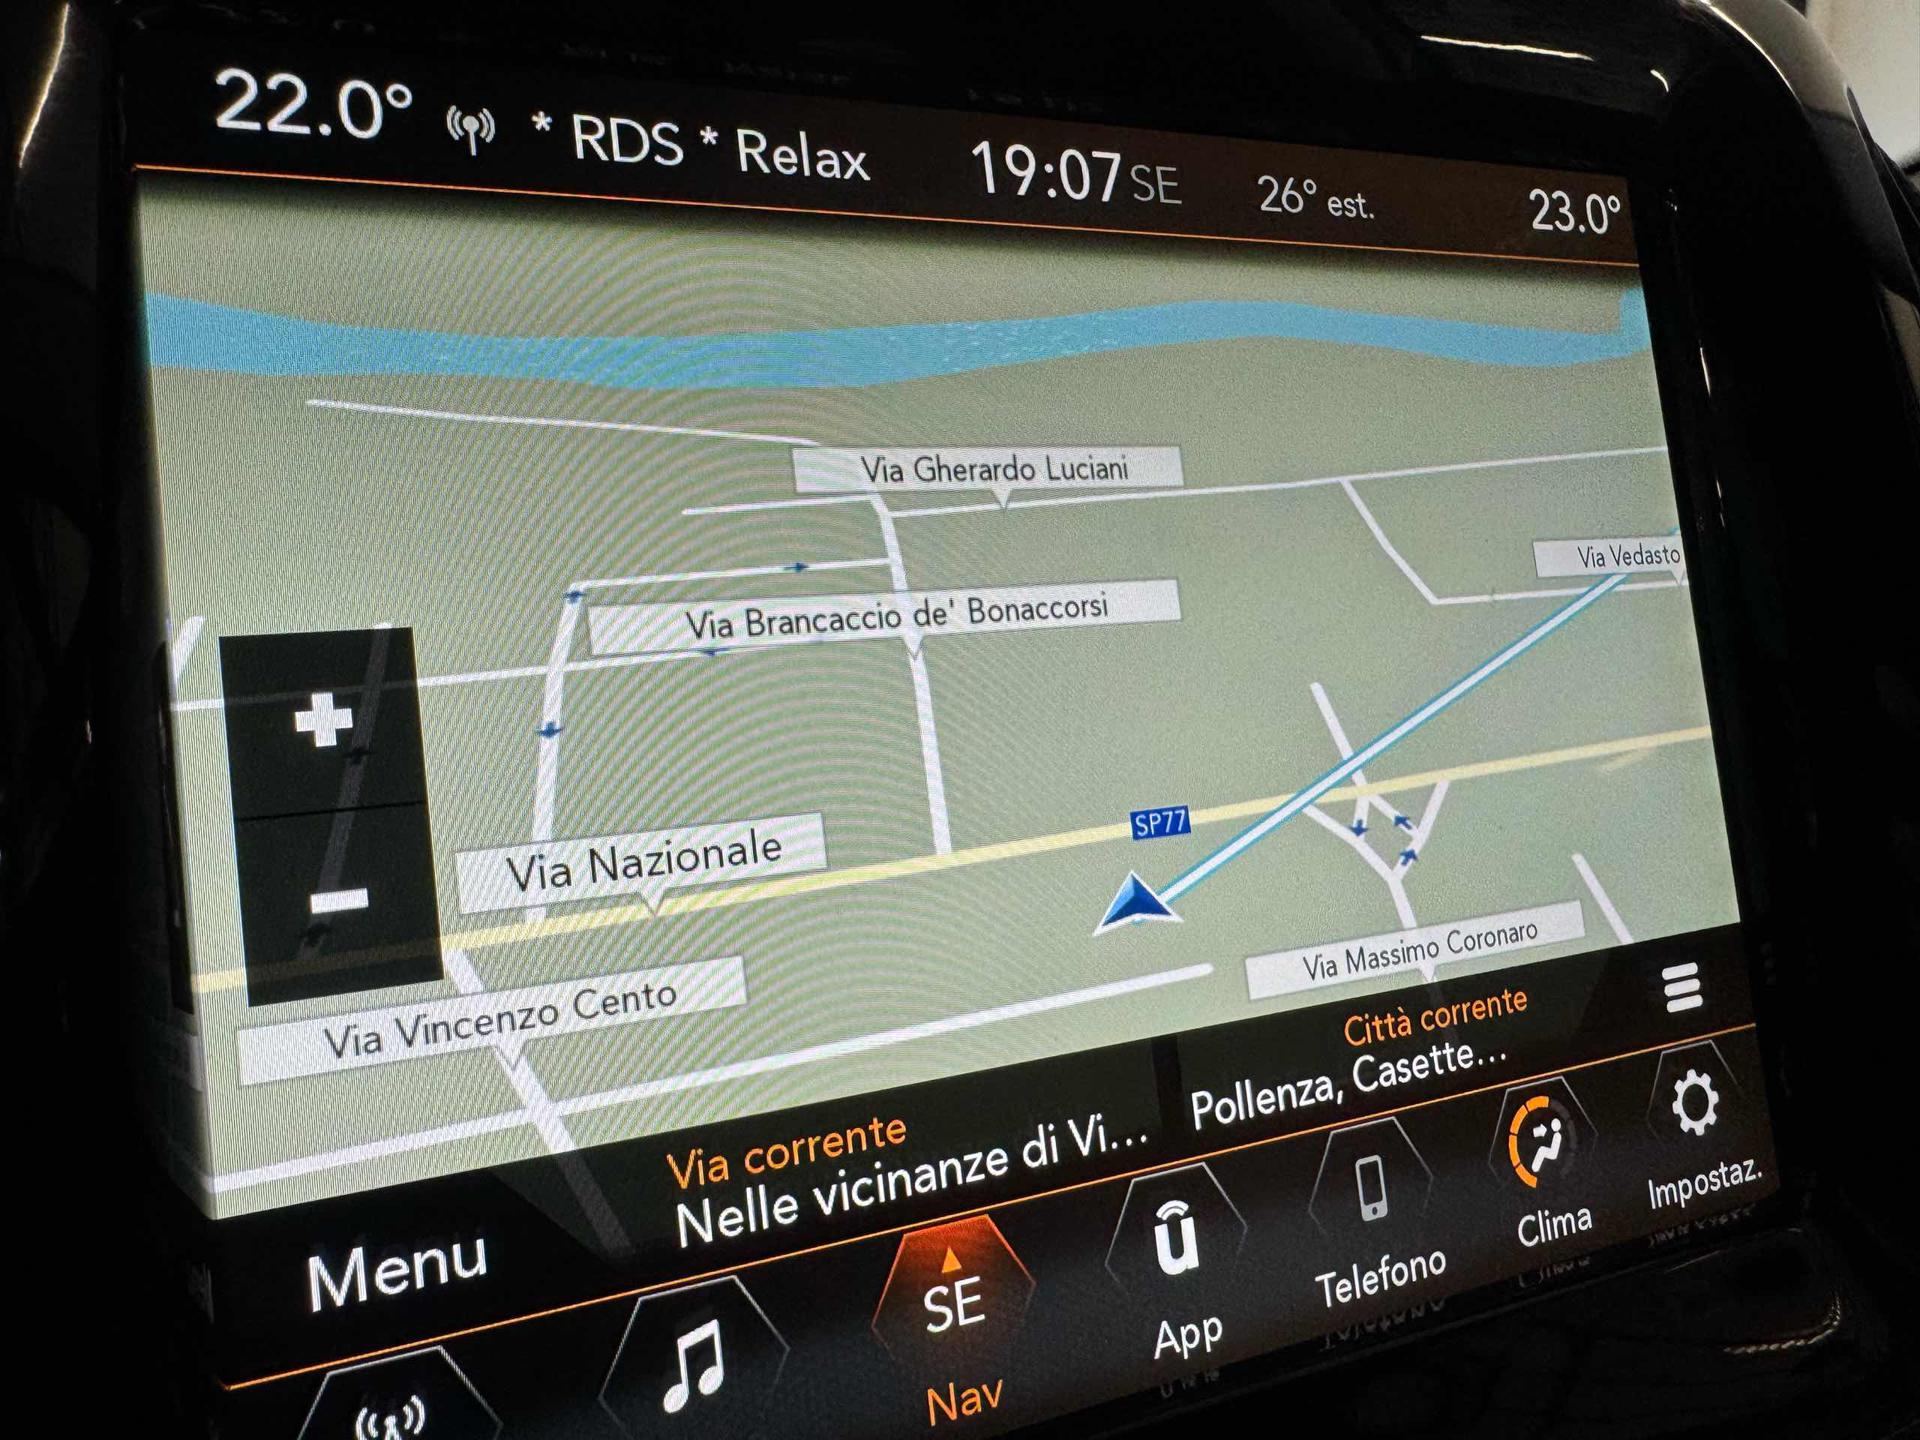 22.0° * RDS * Relax 19:07 SE 26° est. 23.0°
Via Gherardo Luciani
Via Vedasto
Via Brancaccio de' Bonaccorsi
SP77
Via Nazionale
Via Massimo Coronaro
Via Vincenzo Cento
Città corrente
Pollenza, Casette...
Via corrente
Nelle vicinanze di Vi...
Menu
SE
Nav
App
Telefono
Clima
Impostaz.